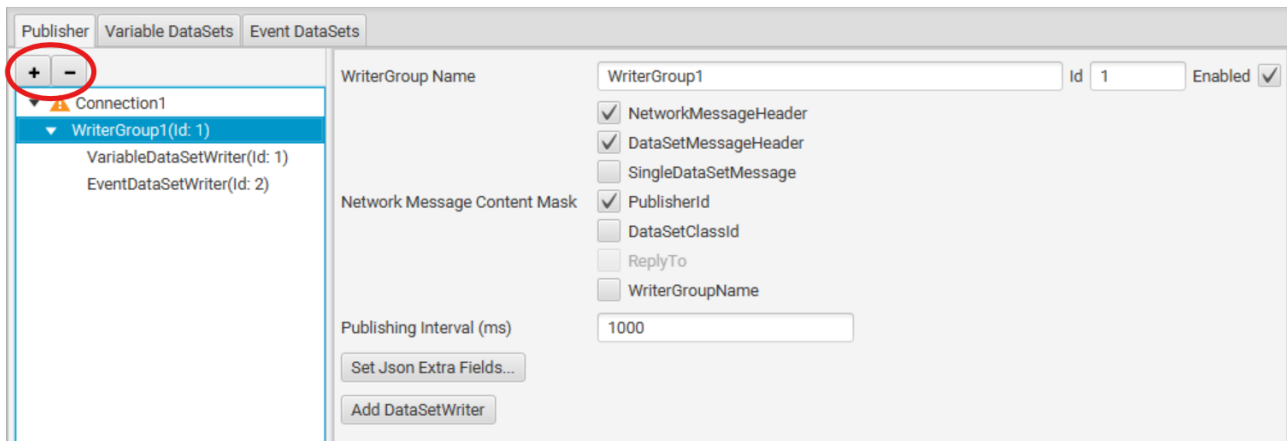 Publisher Variable DataSets Event DataSets
+ -
Connection1
WriterGroup1(Id: 1)
VariableDataSetWriter(Id: 1)
EventDataSetWriter(Id: 2)
WriterGroup Name WriterGroup1 Id 1 Enabled
NetworkMessageHeader
DataSetMessageHeader
SingleDataSetMessage
Network Message Content Mask PublisherId
DataSetClassId
ReplyTo
WriterGroupName
Publishing Interval (ms) 1000
Set Json Extra Fields...
Add DataSetWriter